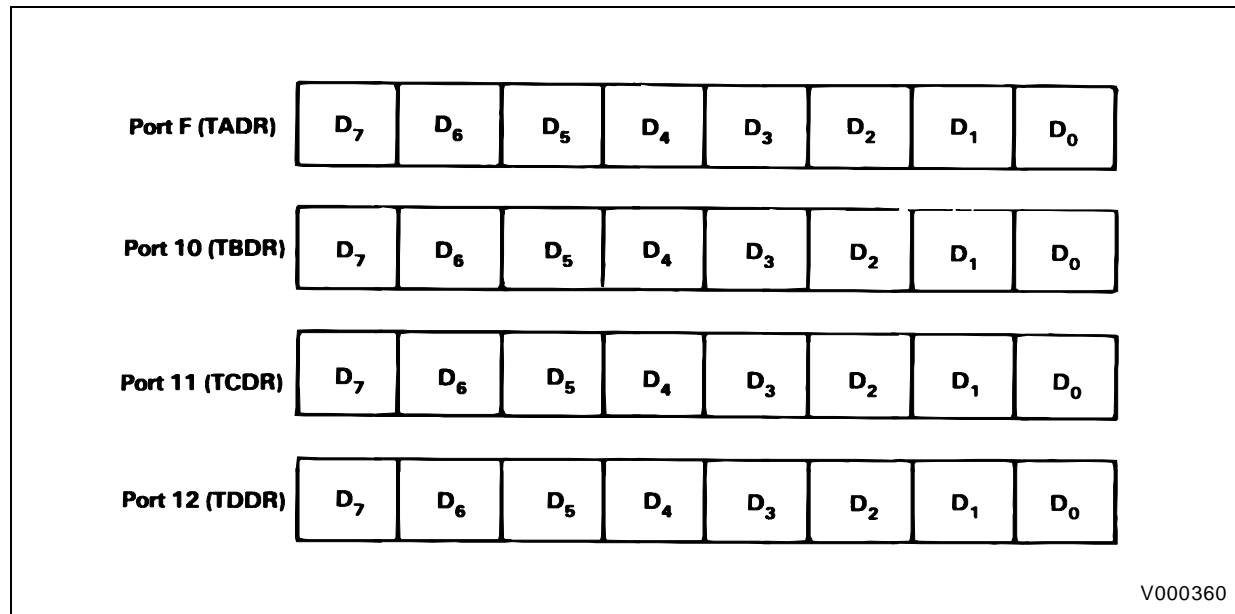 Port F (TADR) D₇ D₆ D₅ D₄ D₃ D₂ D₁ D₀
Port 10 (TBDR) D₇ D₆ D₅ D₄ D₃ D₂ D₁ D₀
Port 11 (TCDR) D₇ D₆ D₅ D₄ D₃ D₂ D₁ D₀
Port 12 (TDDR) D₇ D₆ D₅ D₄ D₃ D₂ D₁ D₀
V000360